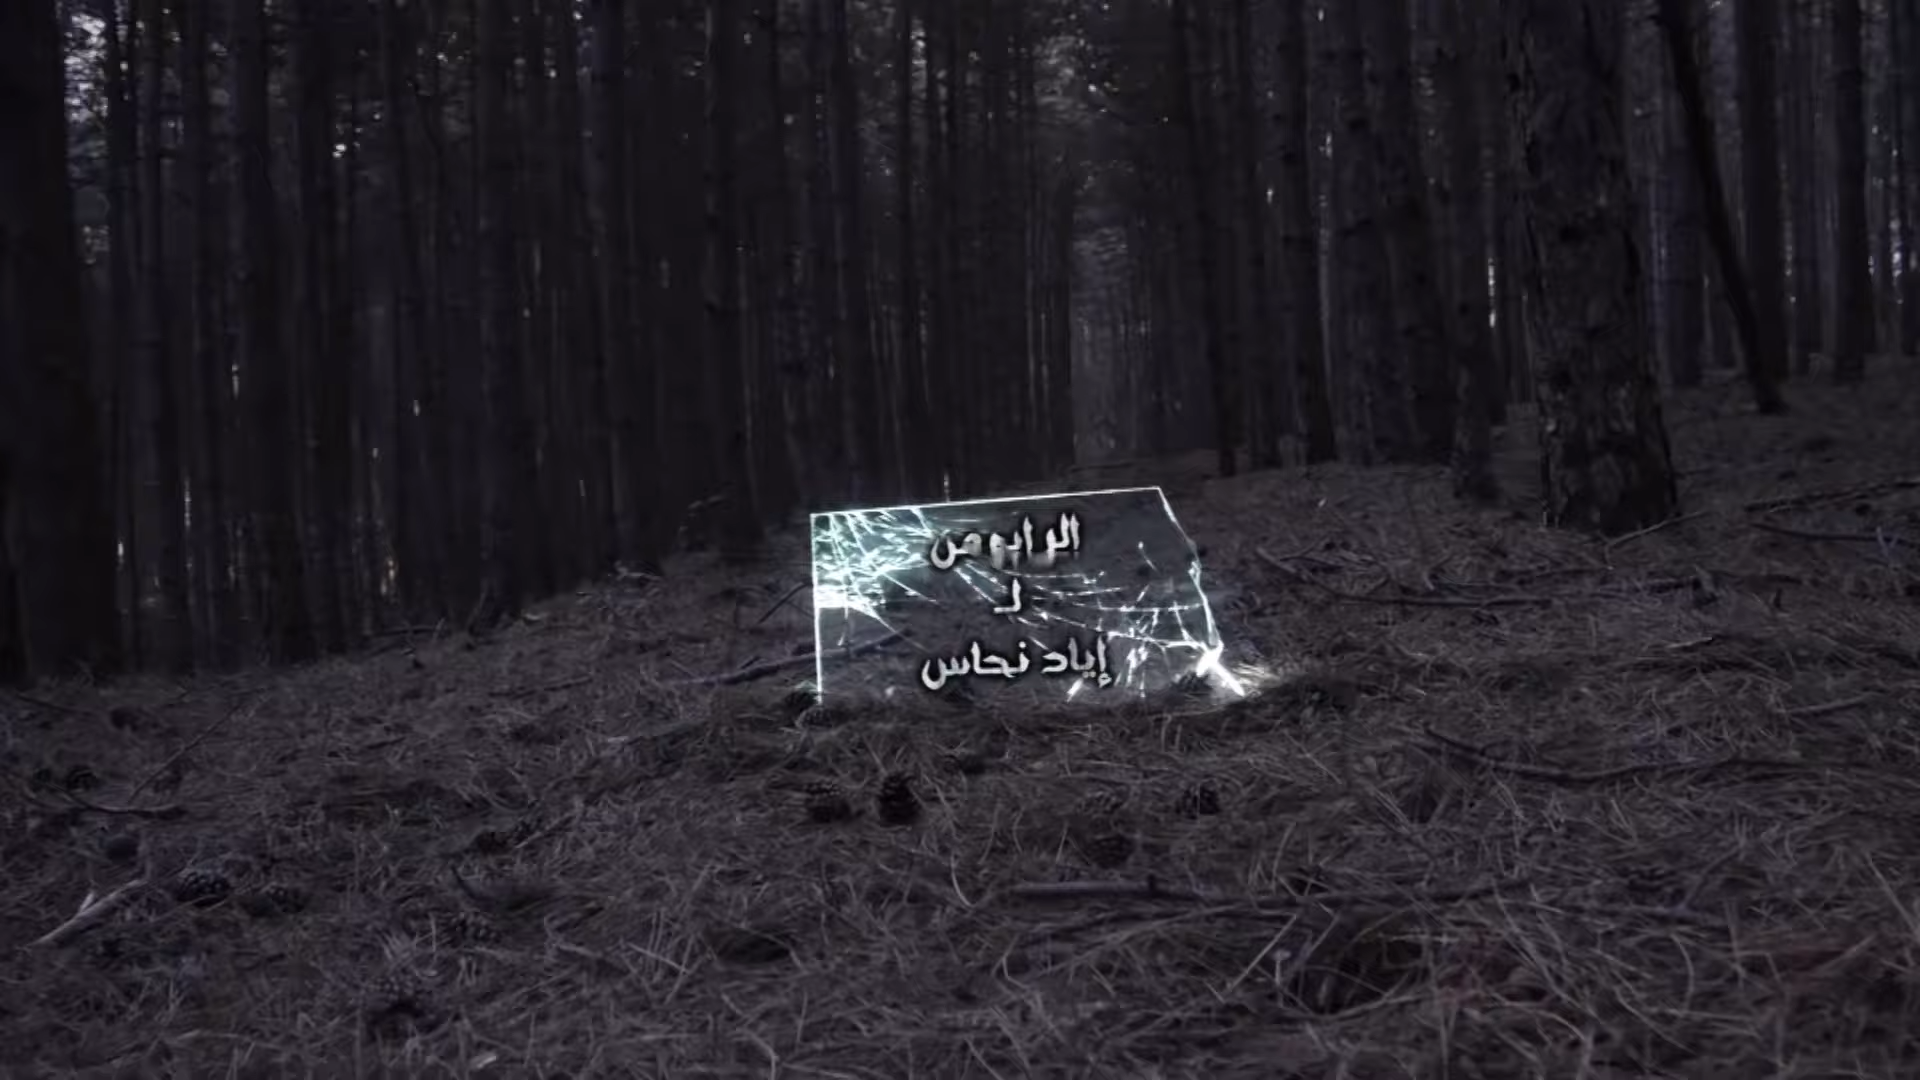 الرابوص
لـ
إياد نحاس